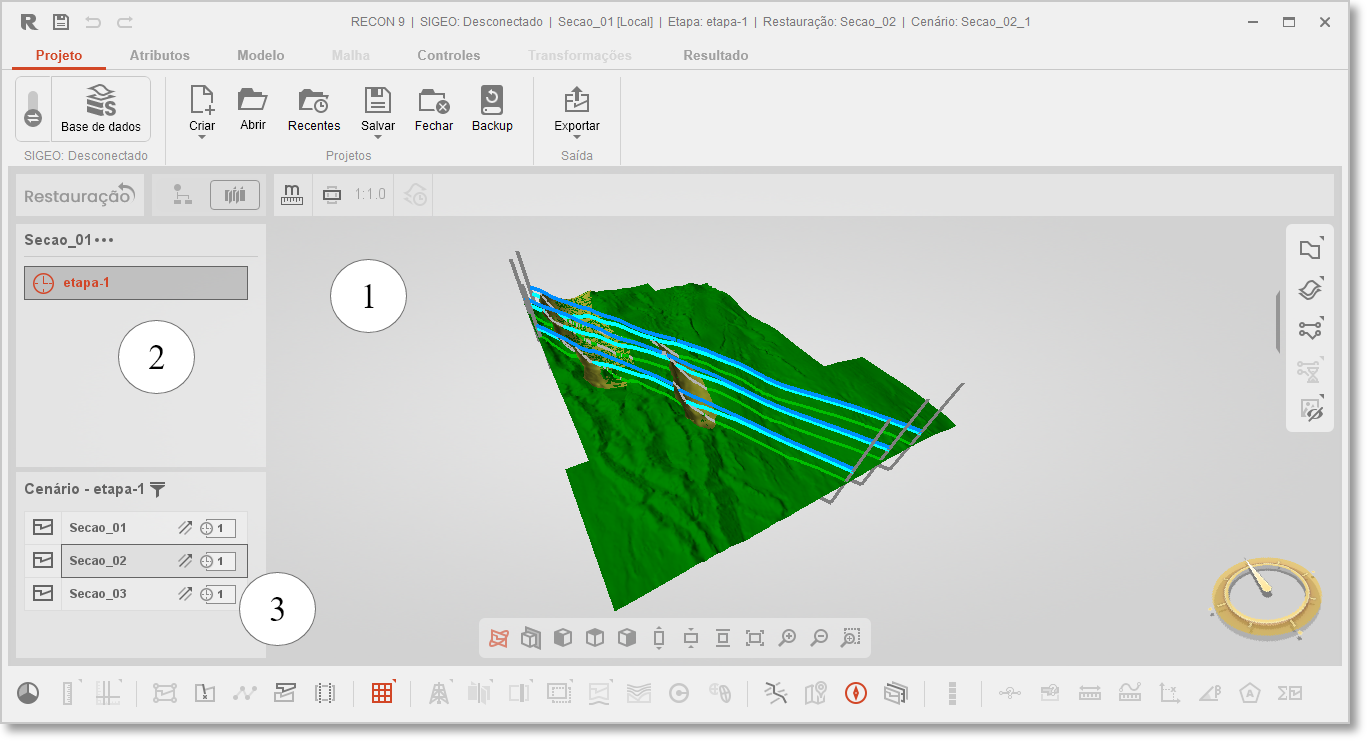 RECON 9 | SIGEO: Desconectado | Secao_01 [Local] | Etapa: etapa-1 | Restauração: Secao_02 | Cenário: Secao_02_1
Projeto Atributos Modelo Malha Controles Transformações Resultado
Base de dados Criar Abrir Recentes Salvar Fechar Backup Exportar
SIGEO: Desconectado Projetos Saída
Restauração m 1:1.0
Secao_01•••
etapa-1
1
2
Cenário - etapa-1
Secao_01 1
Secao_02 1
Secao_03 1
3